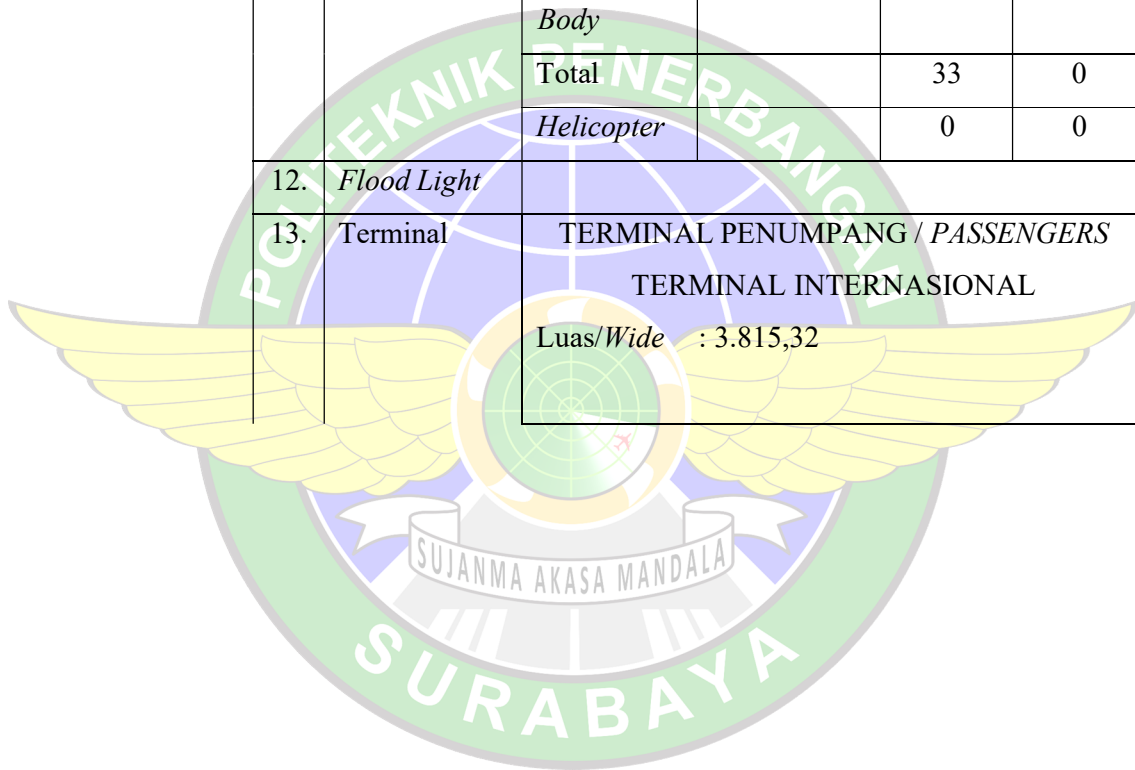 Body
Total 33 0
Helicopter 0 0
12. Flood Light
13. Terminal TERMINAL PENUMPANG / PASSENGERS
TERMINAL INTERNASIONAL
Luas/Wide : 3.815,32
POLITEKNIK PENERBANGAN
SUJANMA AKASA MANDALA
SURABAYA